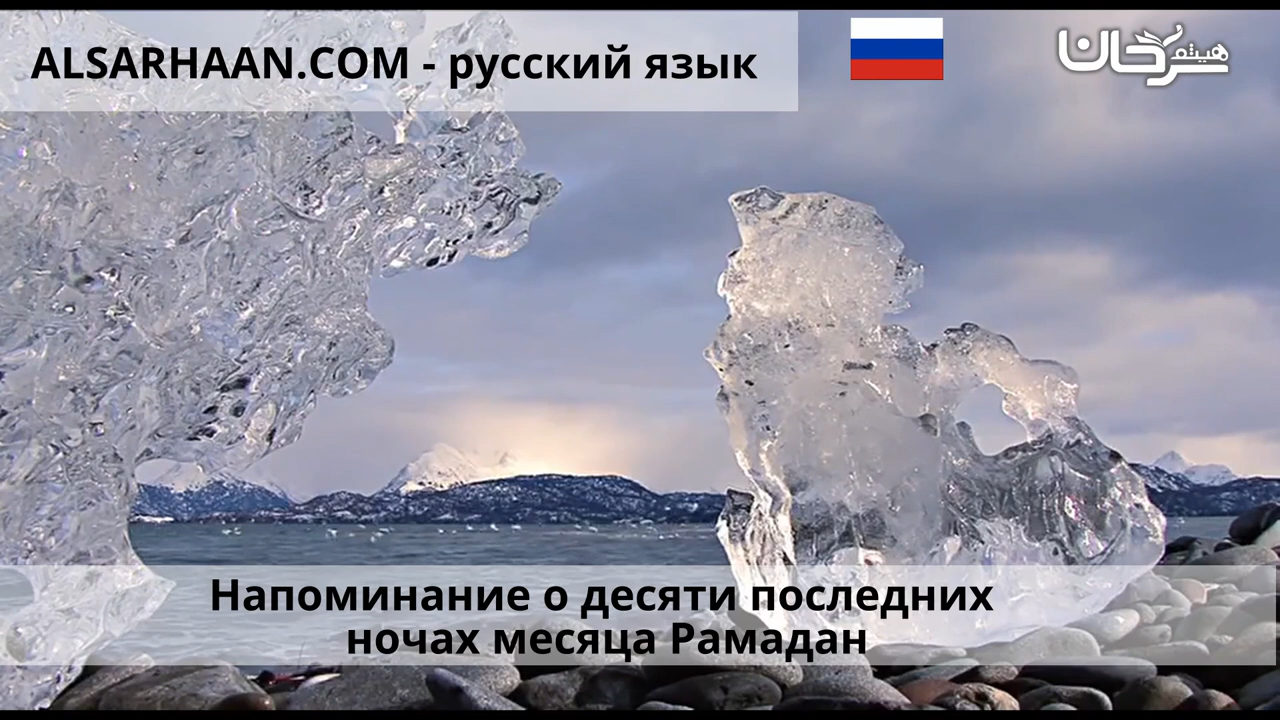 ALSARHAAN.COM - русский язык
هيثم سرحان
Напоминание о десяти последних
ночах месяца Рамадан